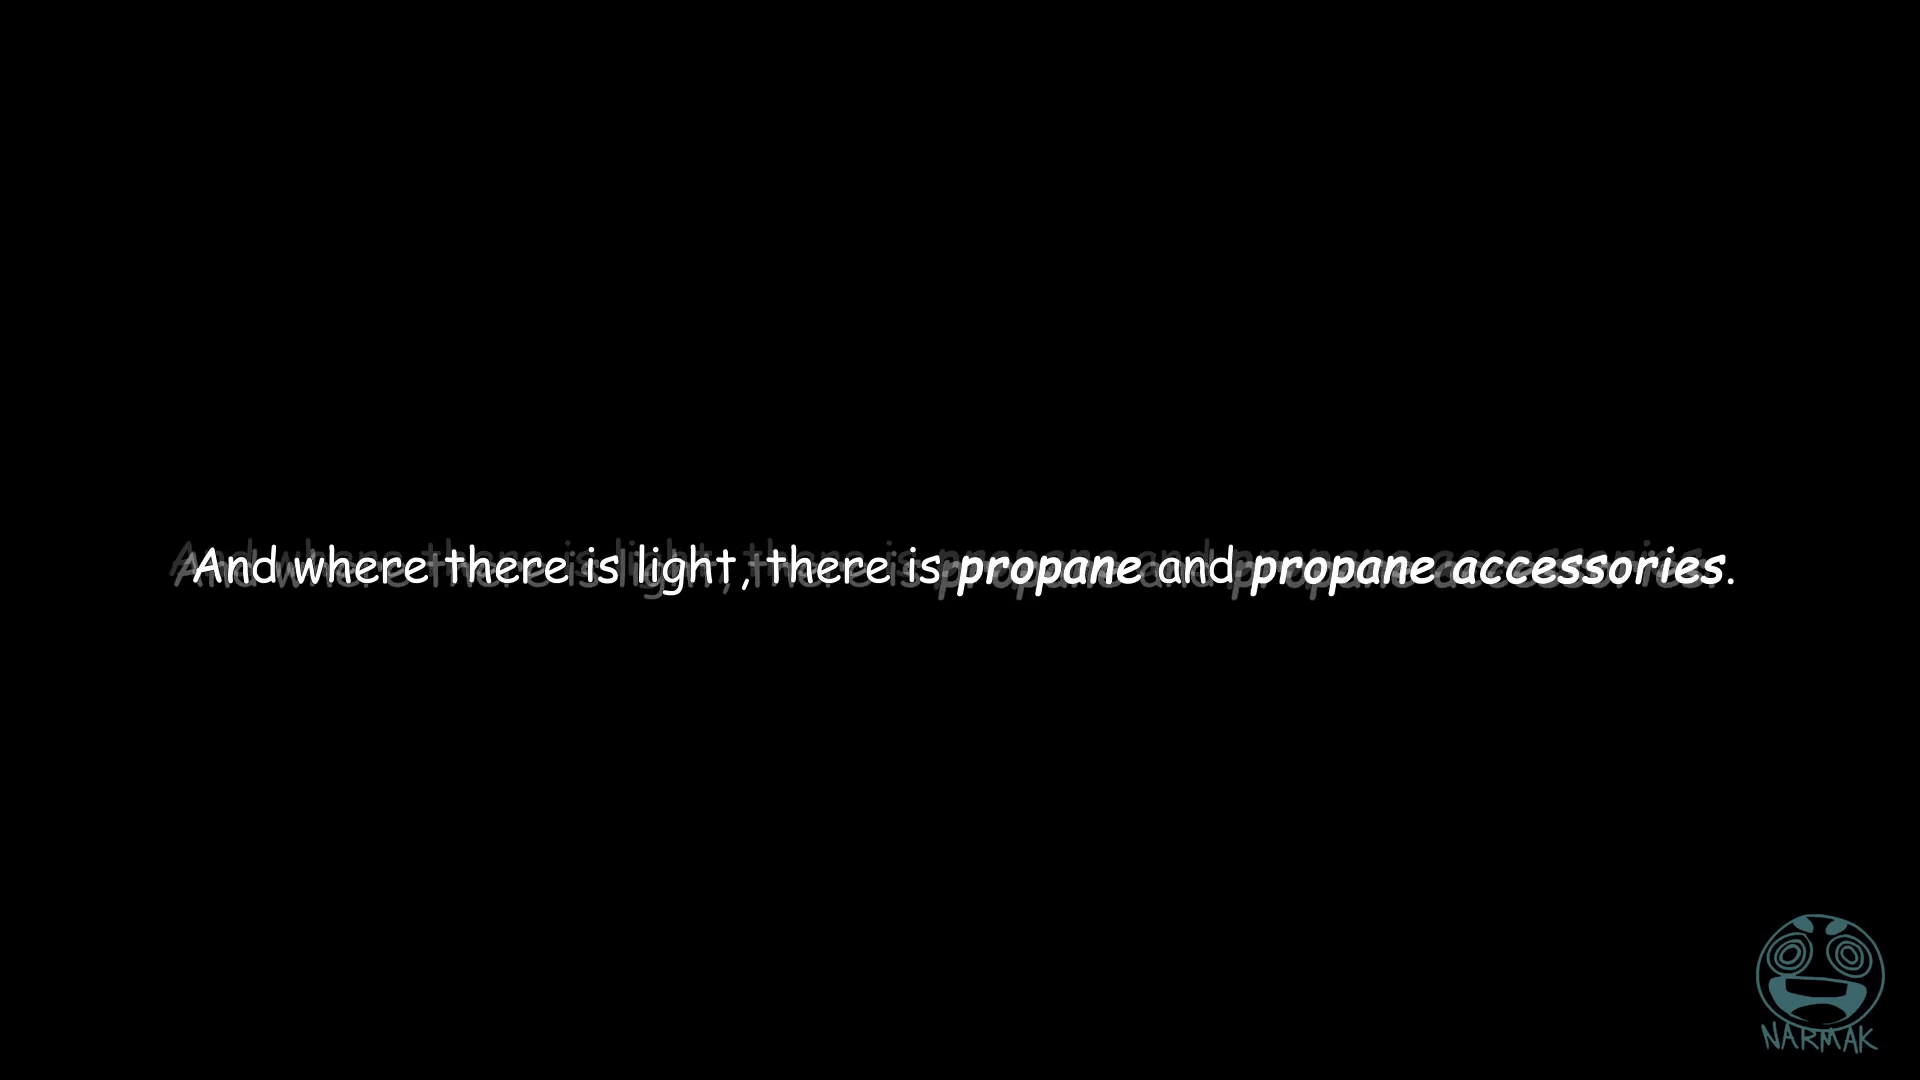 And where there is light, there is propane and propane accessories.
NARMAK